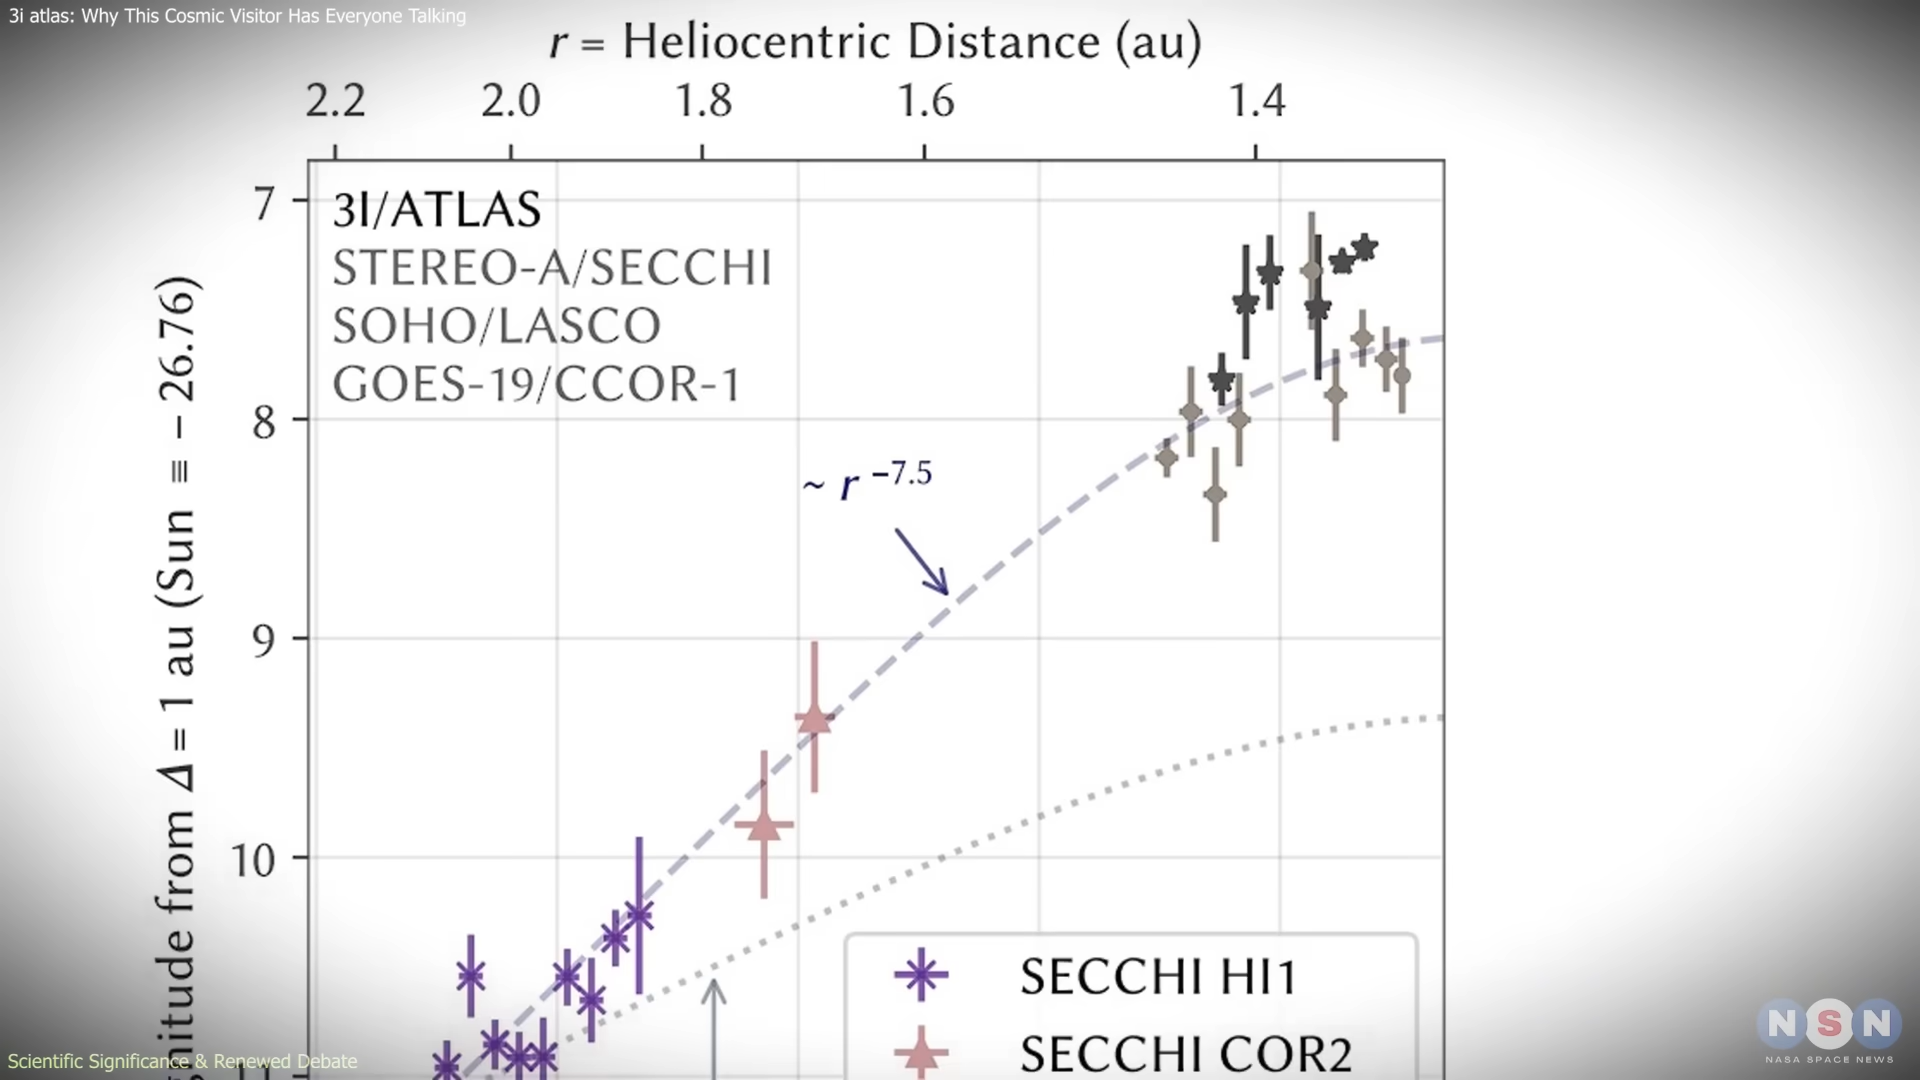 3i atlas: Why This Cosmic Visitor Has Everyone Talking
r = Heliocentric Distance (au)
2.2 2.0 1.8 1.6 1.4
3I/ATLAS
STEREO-A/SECCHI
SOHO/LASCO
GOES-19/CCOR-1
7
8
9
10
from Δ = 1 au (Sun ≡ −26.76)
~ r −7.5
SECCHI HI1
SECCHI COR2
Scientific Significance & Renewed Debate
NSN
NASA SPACE NEWS